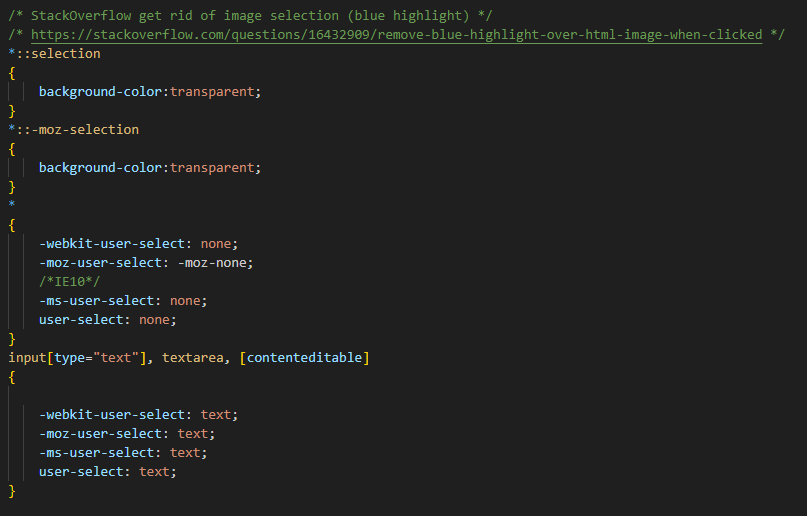 /* StackOverflow get rid of image selection (blue highlight) */
/* https://stackoverflow.com/questions/16432909/remove-blue-highlight-over-html-image-when-clicked */
*::selection
{
    background-color:transparent;
}
*::-moz-selection
{
    background-color:transparent;
}
*
{
    -webkit-user-select: none;
    -moz-user-select: -moz-none;
    /*IE10*/
    -ms-user-select: none;
    user-select: none;
}
input[type="text"], textarea, [contenteditable]
{

    -webkit-user-select: text;
    -moz-user-select: text;
    -ms-user-select: text;
    user-select: text;
}